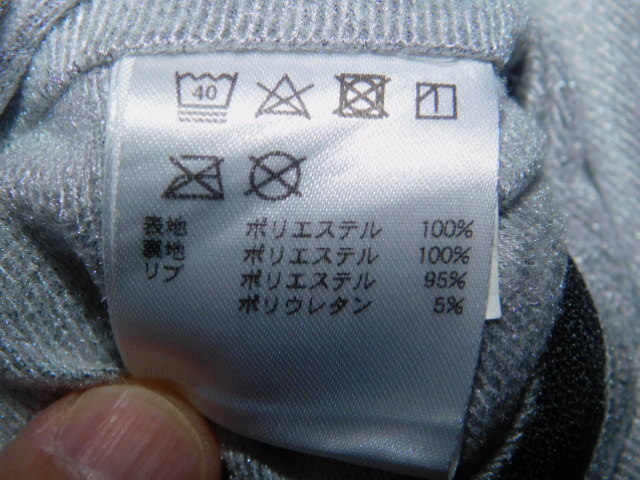 40
表地 ポリエステル 100%
裏地 ポリエステル 100%
リブ ポリエステル 95%
ポリウレタン 5%